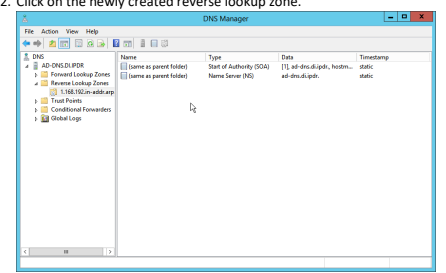 2. Click on the newly created reverse lookup zone.
DNS Manager
File Action View Help
DNS
AD-DNS.DI.IPDR
Forward Lookup Zones
Reverse Lookup Zones
1.168.192.in-addr.arp
Trust Points
Conditional Forwarders
Global Logs
Name Type Data Timestamp
(same as parent folder) Start of Authority (SOA) [1], ad-dns.di.ipdr., hostm... static
(same as parent folder) Name Server (NS) ad-dns.di.ipdr. static